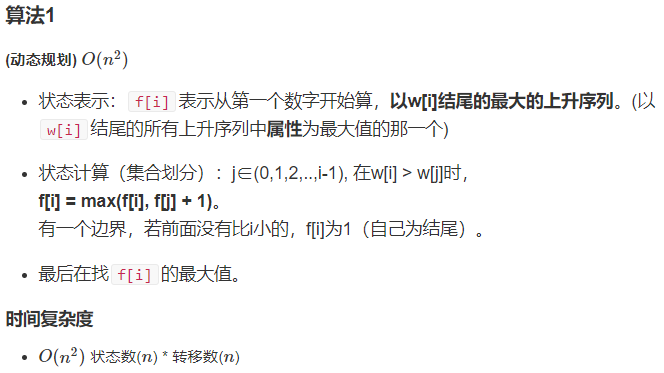 算法1
(动态规划) O(n²)
状态表示： f[i] 表示从第一个数字开始算，以w[i]结尾的最大的上升序列。(以
w[i] 结尾的所有上升序列中属性为最大值的那一个)
状态计算（集合划分）：j∈(0,1,2,..,i-1), 在w[i] > w[j]时，
f[i] = max(f[i], f[j] + 1)。
有一个边界，若前面没有比i小的，f[i]为1（自己为结尾）。
最后在找 f[i] 的最大值。
时间复杂度
O(n²) 状态数(n) * 转移数(n)